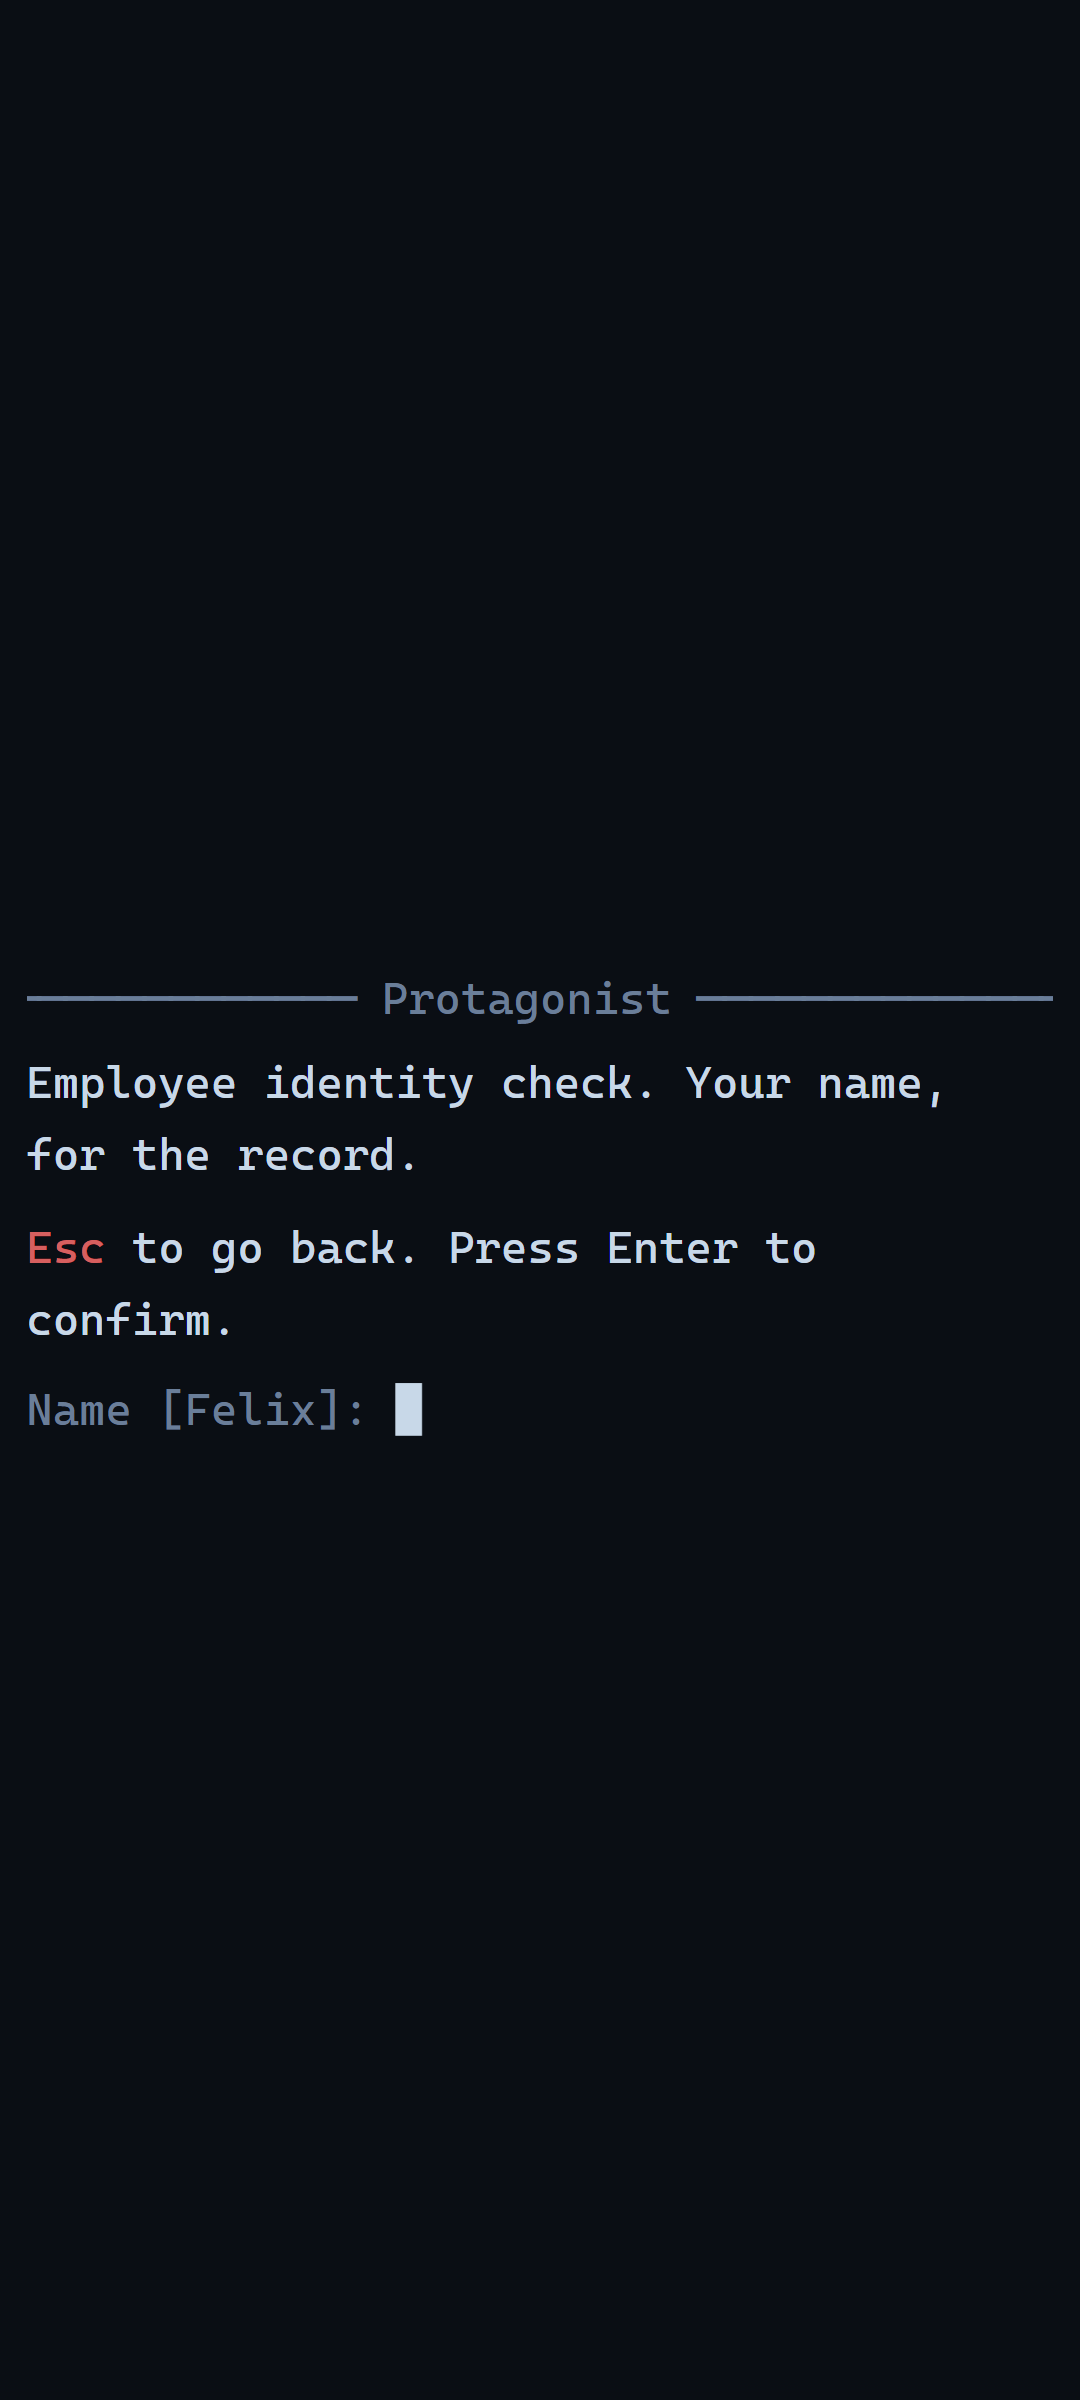 Protagonist
Employee identity check. Your name,
for the record.
Esc to go back. Press Enter to
confirm.
Name [Felix]: